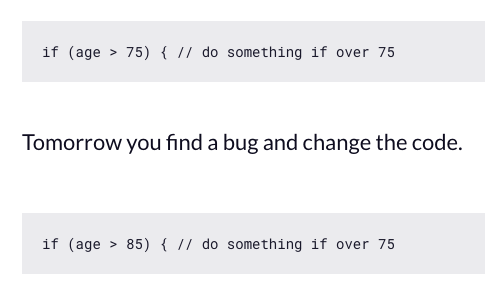 if (age > 75) { // do something if over 75
Tomorrow you find a bug and change the code.
if (age > 85) { // do something if over 75